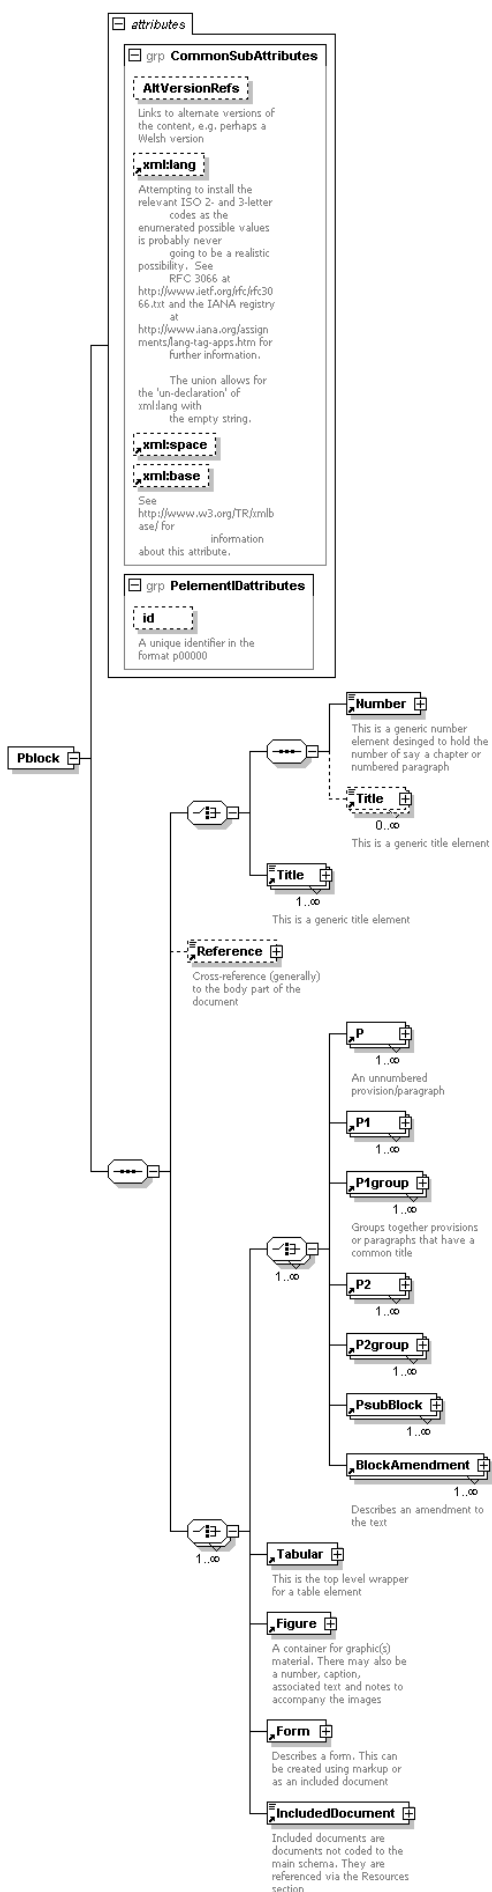 attributes
grp CommonSubAttributes
AltVersionRefs
Links to alternate versions of
the content, e.g. perhaps a
Welsh version
xml:lang
Attempting to install the
relevant ISO 2- and 3-letter
codes as the
enumerated possible values
is probably never
going to be a realistic
possibility. See
RFC 3066 at
http://www.ietf.org/rfc/rfc30
66.txt and the IANA registry
at
http://www.iana.org/assign
ments/lang-tag-apps.htm for
further information.
The union allows for
the 'un-declaration' of
xml:lang with
the empty string.
xml:space
xml:base
See
http://www.w3.org/TR/xmlb
ase/ for
information
about this attribute.
grp PelementIDattributes
id
A unique identifier in the
format p00000
Pblock
Number
This is a generic number
element desinged to hold the
number of say a chapter or
numbered paragraph
Title
0..∞
This is a generic title element
Title
1..∞
This is a generic title element
Reference
Cross-reference (generally)
to the body part of the
document
P
1..∞
An unnumbered
provision/paragraph
P1
1..∞
P1group
1..∞
Groups together provisions
or paragraphs that have a
common title
1..∞
P2
1..∞
P2group
1..∞
PsubBlock
1..∞
BlockAmendment
1..∞
Describes an amendment to
the text
1..∞
Tabular
This is the top level wrapper
for a table element
Figure
A container for graphic(s)
material. There may also be
a number, caption,
associated text and notes to
accompany the images
Form
Describes a form. This can
be created using markup or
as an included document
IncludedDocument
Included documents are
documents not coded to the
main schema. They are
referenced via the Resources
section